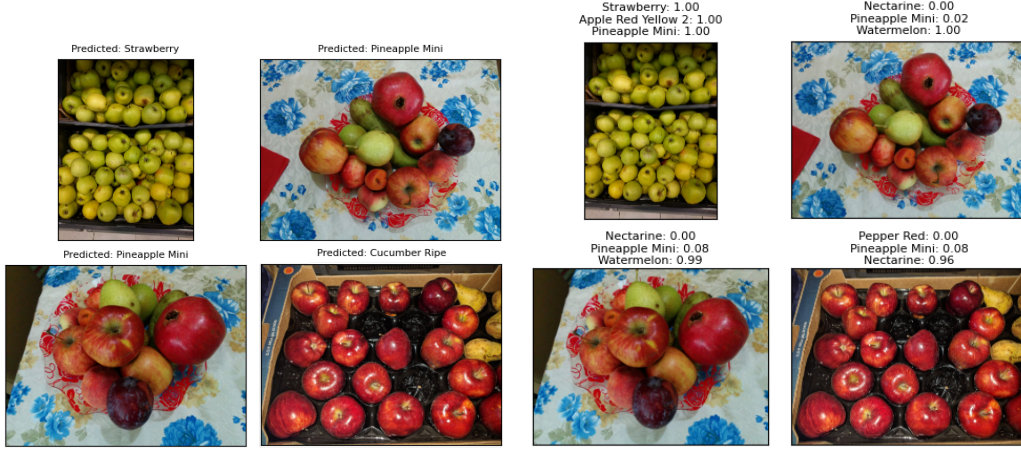 Predicted: Strawberry
Predicted: Pineapple Mini
Strawberry: 1.00
Apple Red Yellow 2: 1.00
Pineapple Mini: 1.00
Nectarine: 0.00
Pineapple Mini: 0.02
Watermelon: 1.00
Predicted: Pineapple Mini
Predicted: Cucumber Ripe
Nectarine: 0.00
Pineapple Mini: 0.08
Watermelon: 0.99
Pepper Red: 0.00
Pineapple Mini: 0.08
Nectarine: 0.96